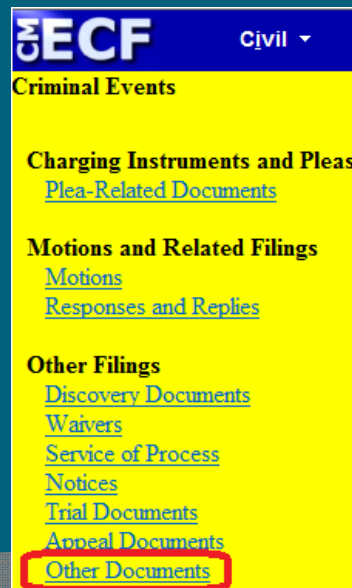 CM ECF Civil
Criminal Events
Charging Instruments and Pleas
Plea-Related Documents
Motions and Related Filings
Motions
Responses and Replies
Other Filings
Discovery Documents
Waivers
Service of Process
Notices
Trial Documents
Appeal Documents
Other Documents